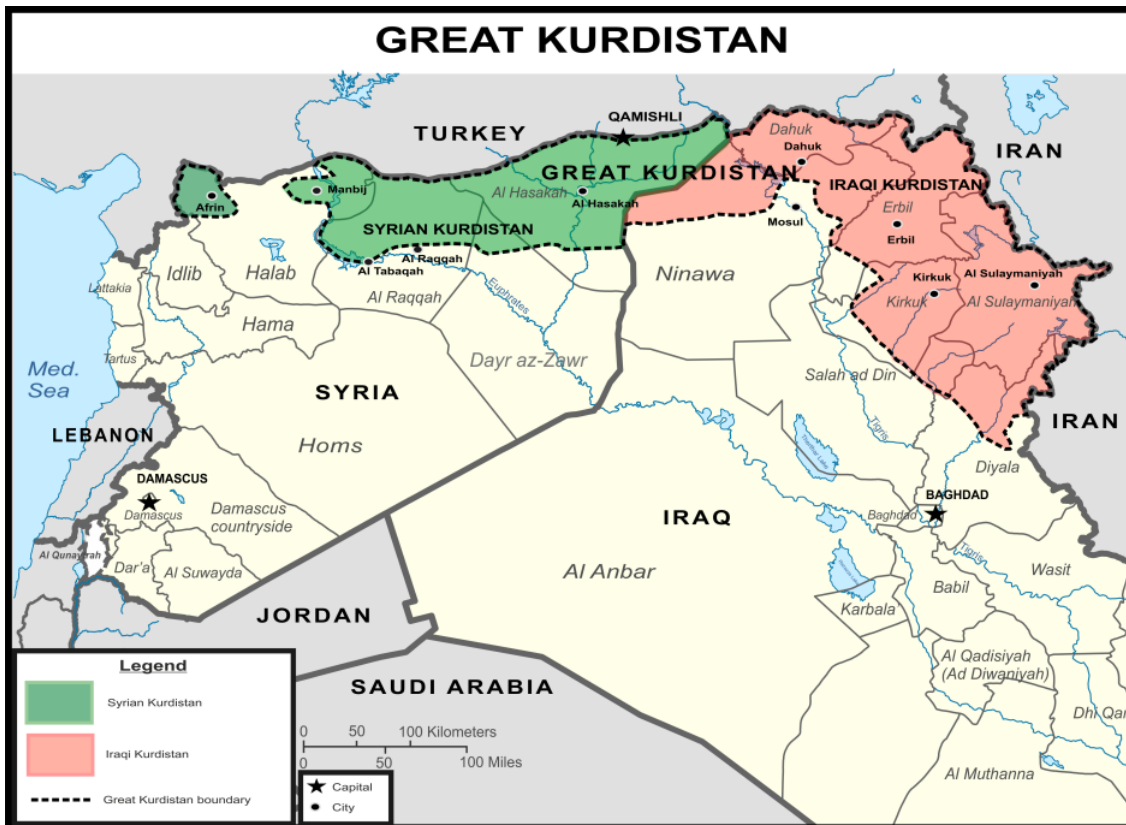 GREAT KURDISTAN
TURKEY
QAMISHLI
Dahuk
Dahuk
IRAN
GREAT KURDISTAN
Afrin
Manbij
Al Hasakah
Al Hasakah
IRAQI KURDISTAN
Erbil
Erbil
Mosul
SYRIAN KURDISTAN
Al Raqqah
Al Tabaqah
Idlib
Halab
Al Raqqah
Euphrates
Ninawa
Kirkuk
Kirkuk
Al Sulaymaniyah
Al Sulaymaniyah
Lattakia
Hama
Tartus
Dayr az-Zawr
Salah ad Din
Med.
Sea
SYRIA
Tigris
IRAN
LEBANON
Homs
Tharthar Lake
Diyala
DAMASCUS
Damascus
Damascus
countryside
IRAQ
BAGHDAD
Baghdad
Al Qunaytrah
Dar'a
Al Suwayda
Al Anbar
Tigris
Wasit
Babil
Karbala
JORDAN
SAUDI ARABIA
Al Qadisiyah
(Ad Diwaniyah)
Dhi Qar
Al Muthanna
Legend
Syrian Kurdistan
Iraqi Kurdistan
Great Kurdistan boundary
0 50 100 Kilometers
0 50 100 Miles
Capital
City